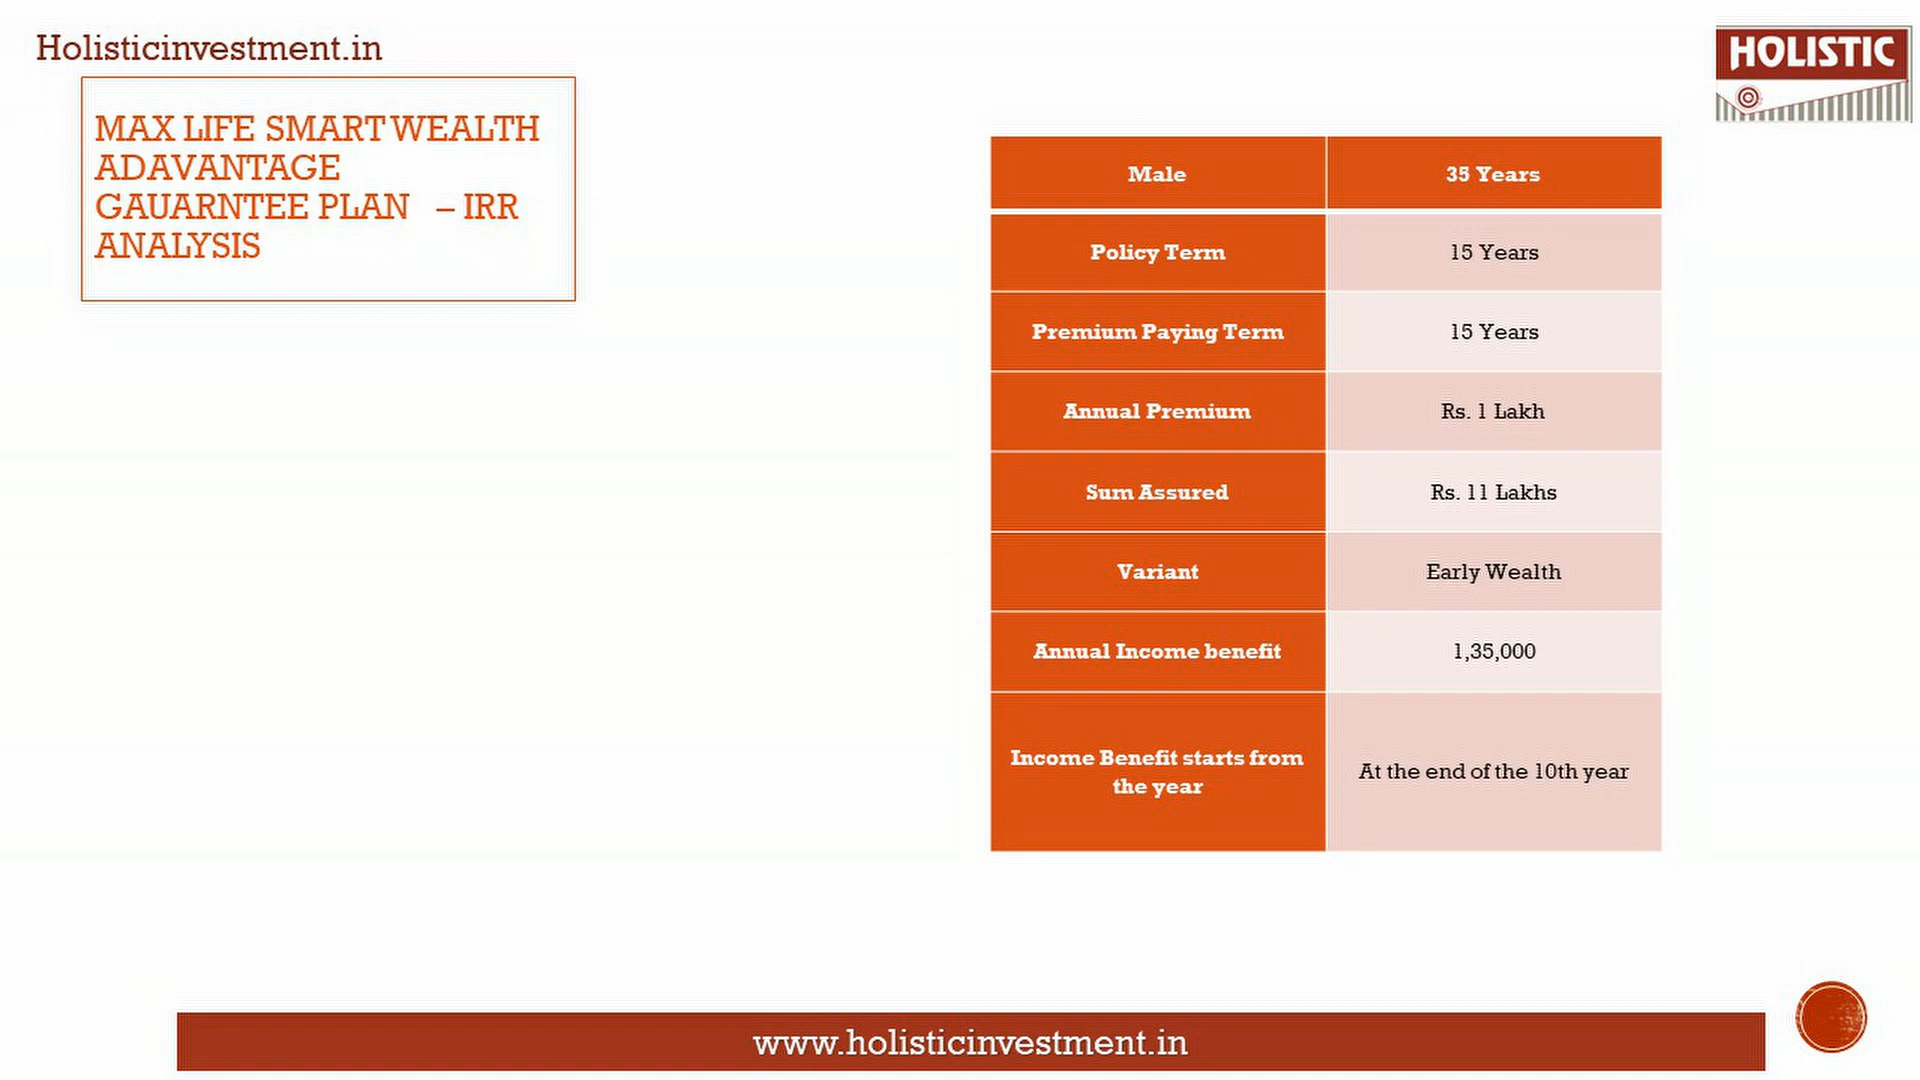 Holisticinvestment.in
HOLISTIC
MAX LIFE SMART WEALTH
ADAVANTAGE
GAUARNTEE PLAN – IRR
ANALYSIS
Male 35 Years
Policy Term 15 Years
Premium Paying Term 15 Years
Annual Premium Rs. 1 Lakh
Sum Assured Rs. 11 Lakhs
Variant Early Wealth
Annual Income benefit 1,35,000
Income Benefit starts from
the year
At the end of the 10th year
www.holisticinvestment.in